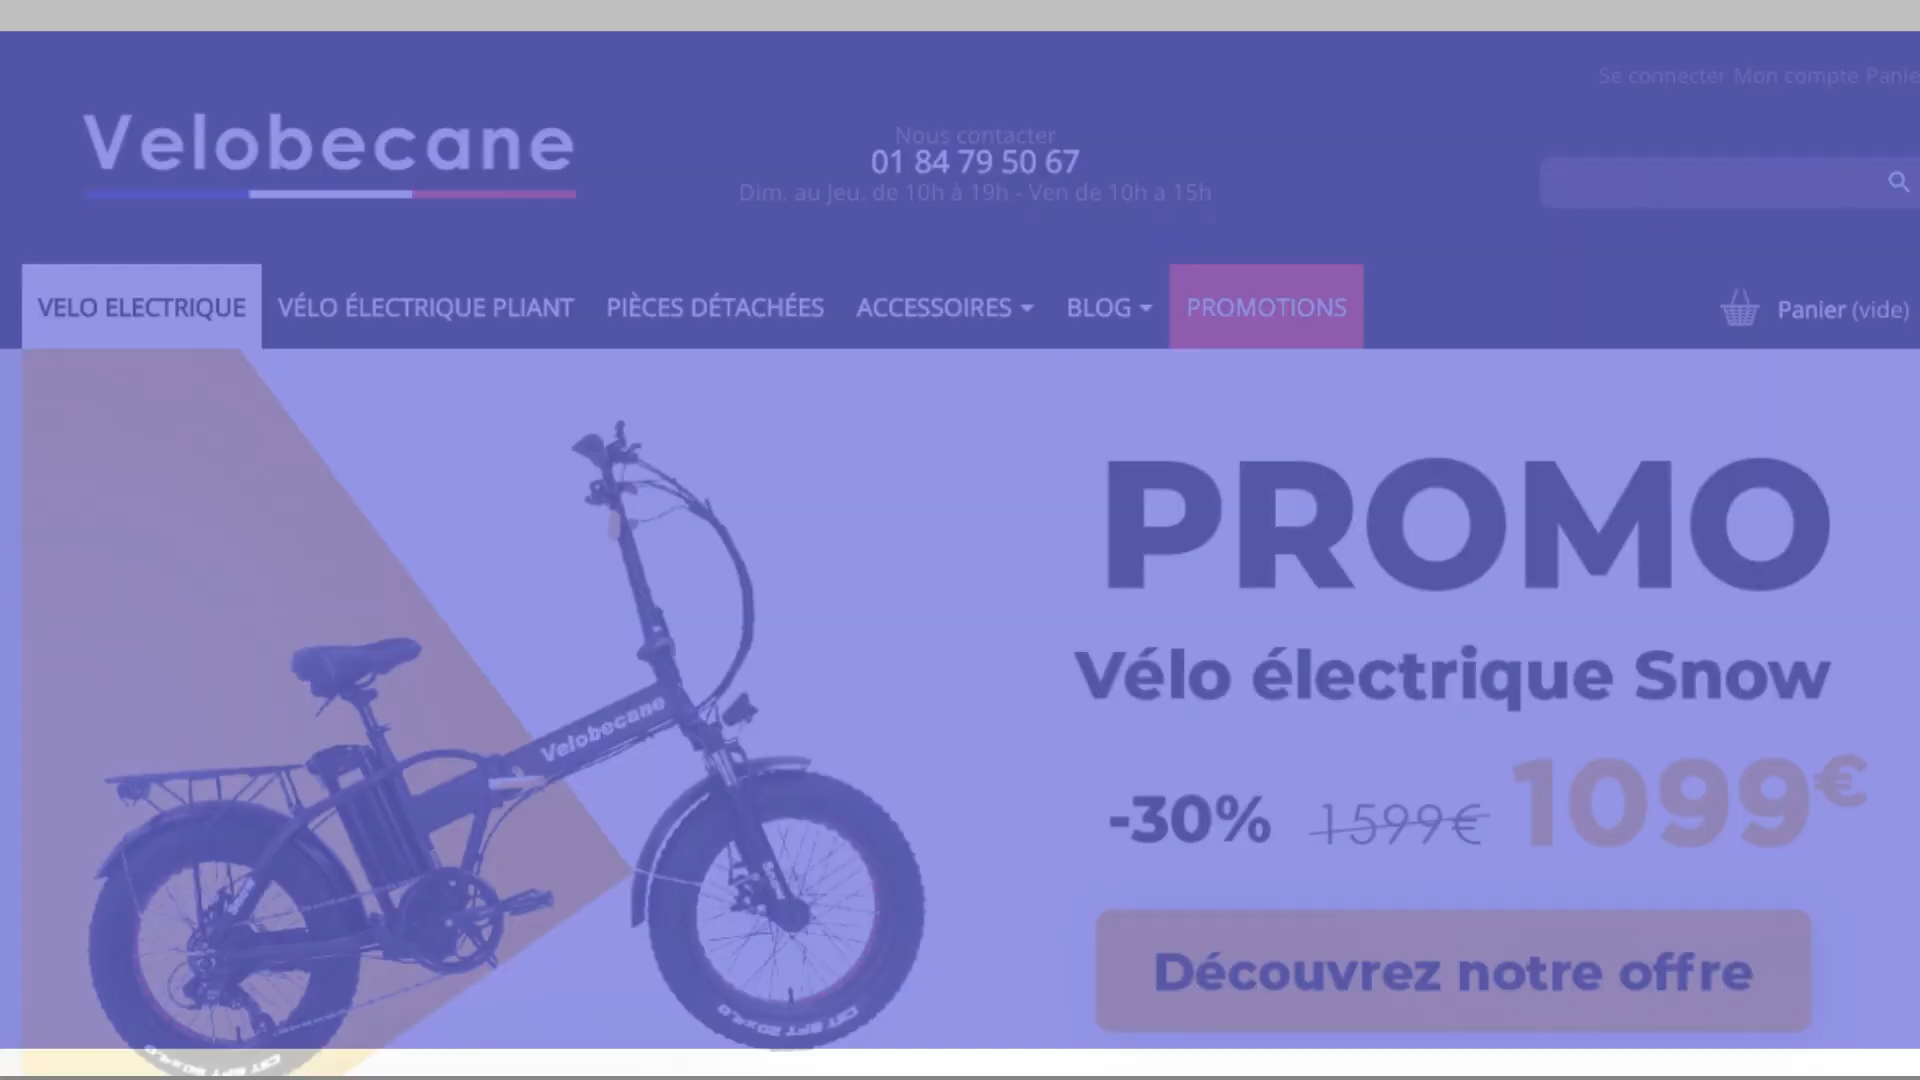 Se connecter Mon compte
Velobecane
Nous contacter
01 84 79 50 67
Dim. au Jeu. de 10h à 19h - Ven de 10h a 15h
VELO ELECTRIQUE VÉLO ÉLECTRIQUE PLIANT PIÈCES DÉTACHÉES ACCESSOIRES BLOG PROMOTIONS Panier (vide)
PROMO
Vélo électrique Snow
-30% 1599€ 1099€
Velobecane
Découvrez notre offre